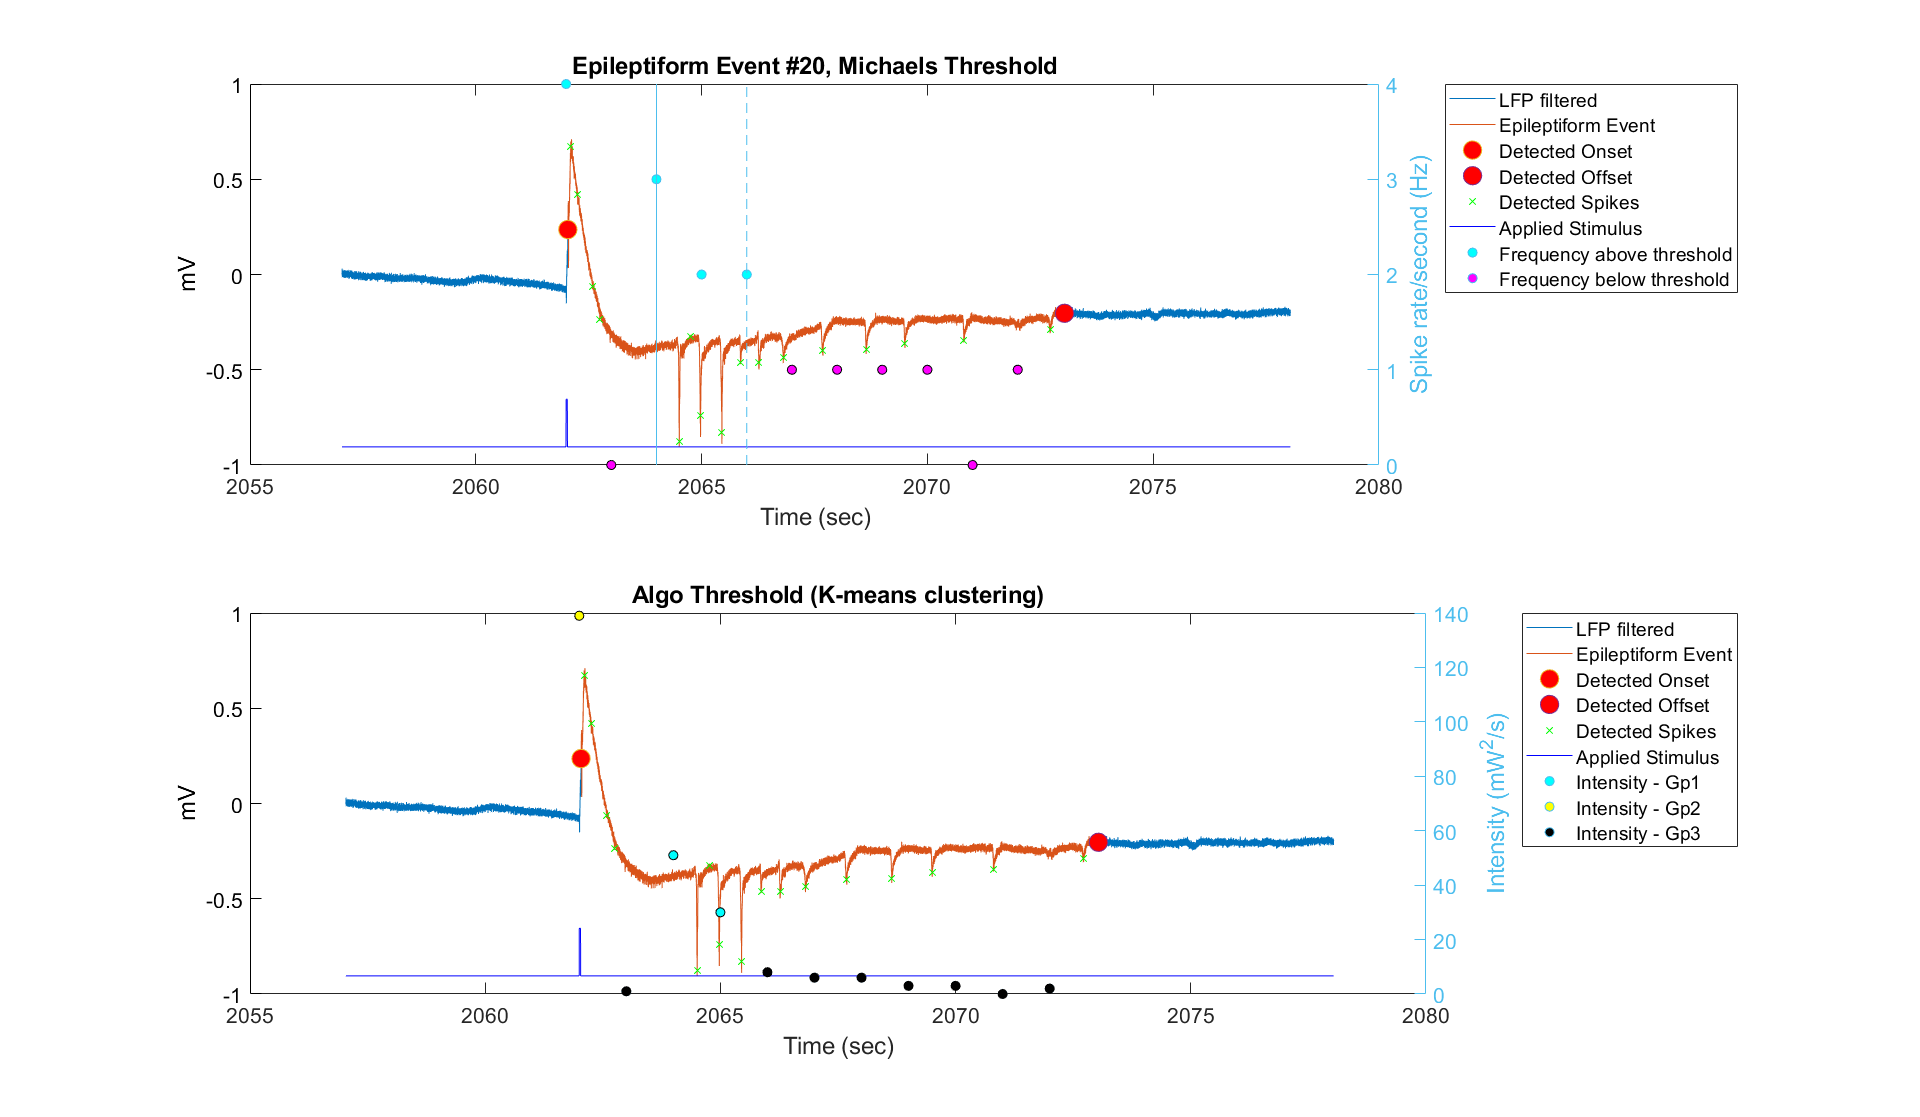 Epileptiform Event #20, Michaels Threshold
1
0.5
0
-0.5
-1
mV
2055
2060
2065
2070
2075
2080
Time (sec)
4
3
2
1
0
Spike rate/second (Hz)
LFP filtered
Epileptiform Event
Detected Onset
Detected Offset
Detected Spikes
Applied Stimulus
Frequency above threshold
Frequency below threshold
Algo Threshold (K-means clustering)
1
0.5
0
-0.5
-1
mV
2055
2060
2065
2070
2075
2080
Time (sec)
140
120
100
80
60
40
20
0
Intensity (mW²/s)
LFP filtered
Epileptiform Event
Detected Onset
Detected Offset
Detected Spikes
Applied Stimulus
Intensity - Gp1
Intensity - Gp2
Intensity - Gp3